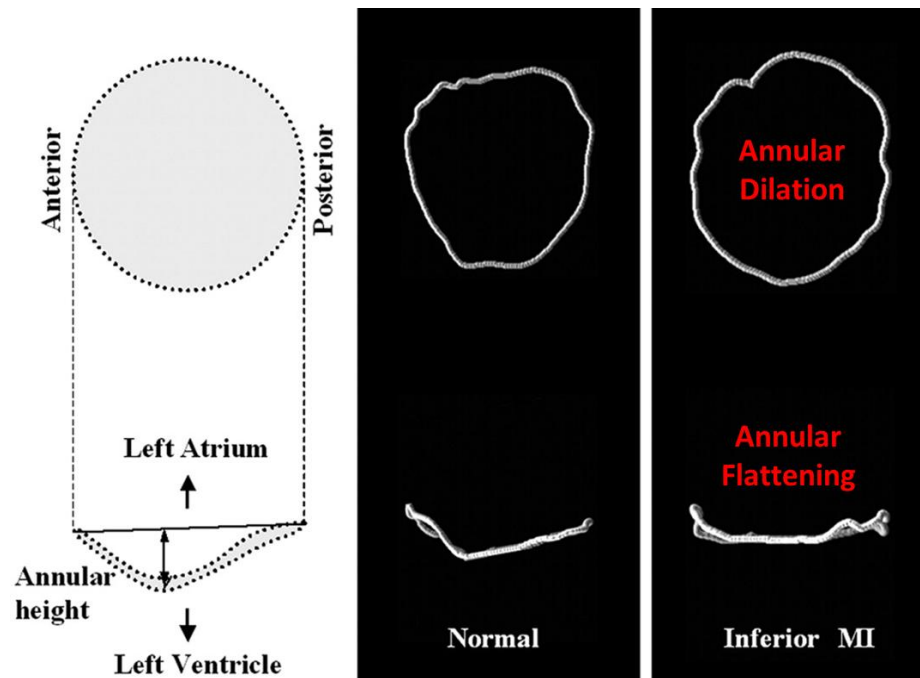 Anterior
Posterior
Left Atrium
Annular
height
Left Ventricle
Normal
Annular
Dilation
Annular
Flattening
Inferior MI